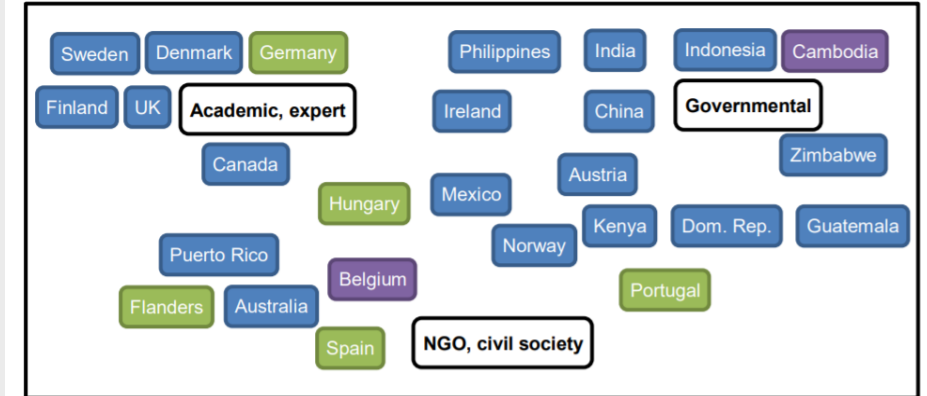 Sweden
Denmark
Germany
Philippines
India
Indonesia
Cambodia
Finland
UK
Academic, expert
Ireland
China
Governmental
Canada
Zimbabwe
Austria
Hungary
Mexico
Kenya
Dom. Rep.
Guatemala
Norway
Puerto Rico
Belgium
Portugal
Flanders
Australia
Spain
NGO, civil society